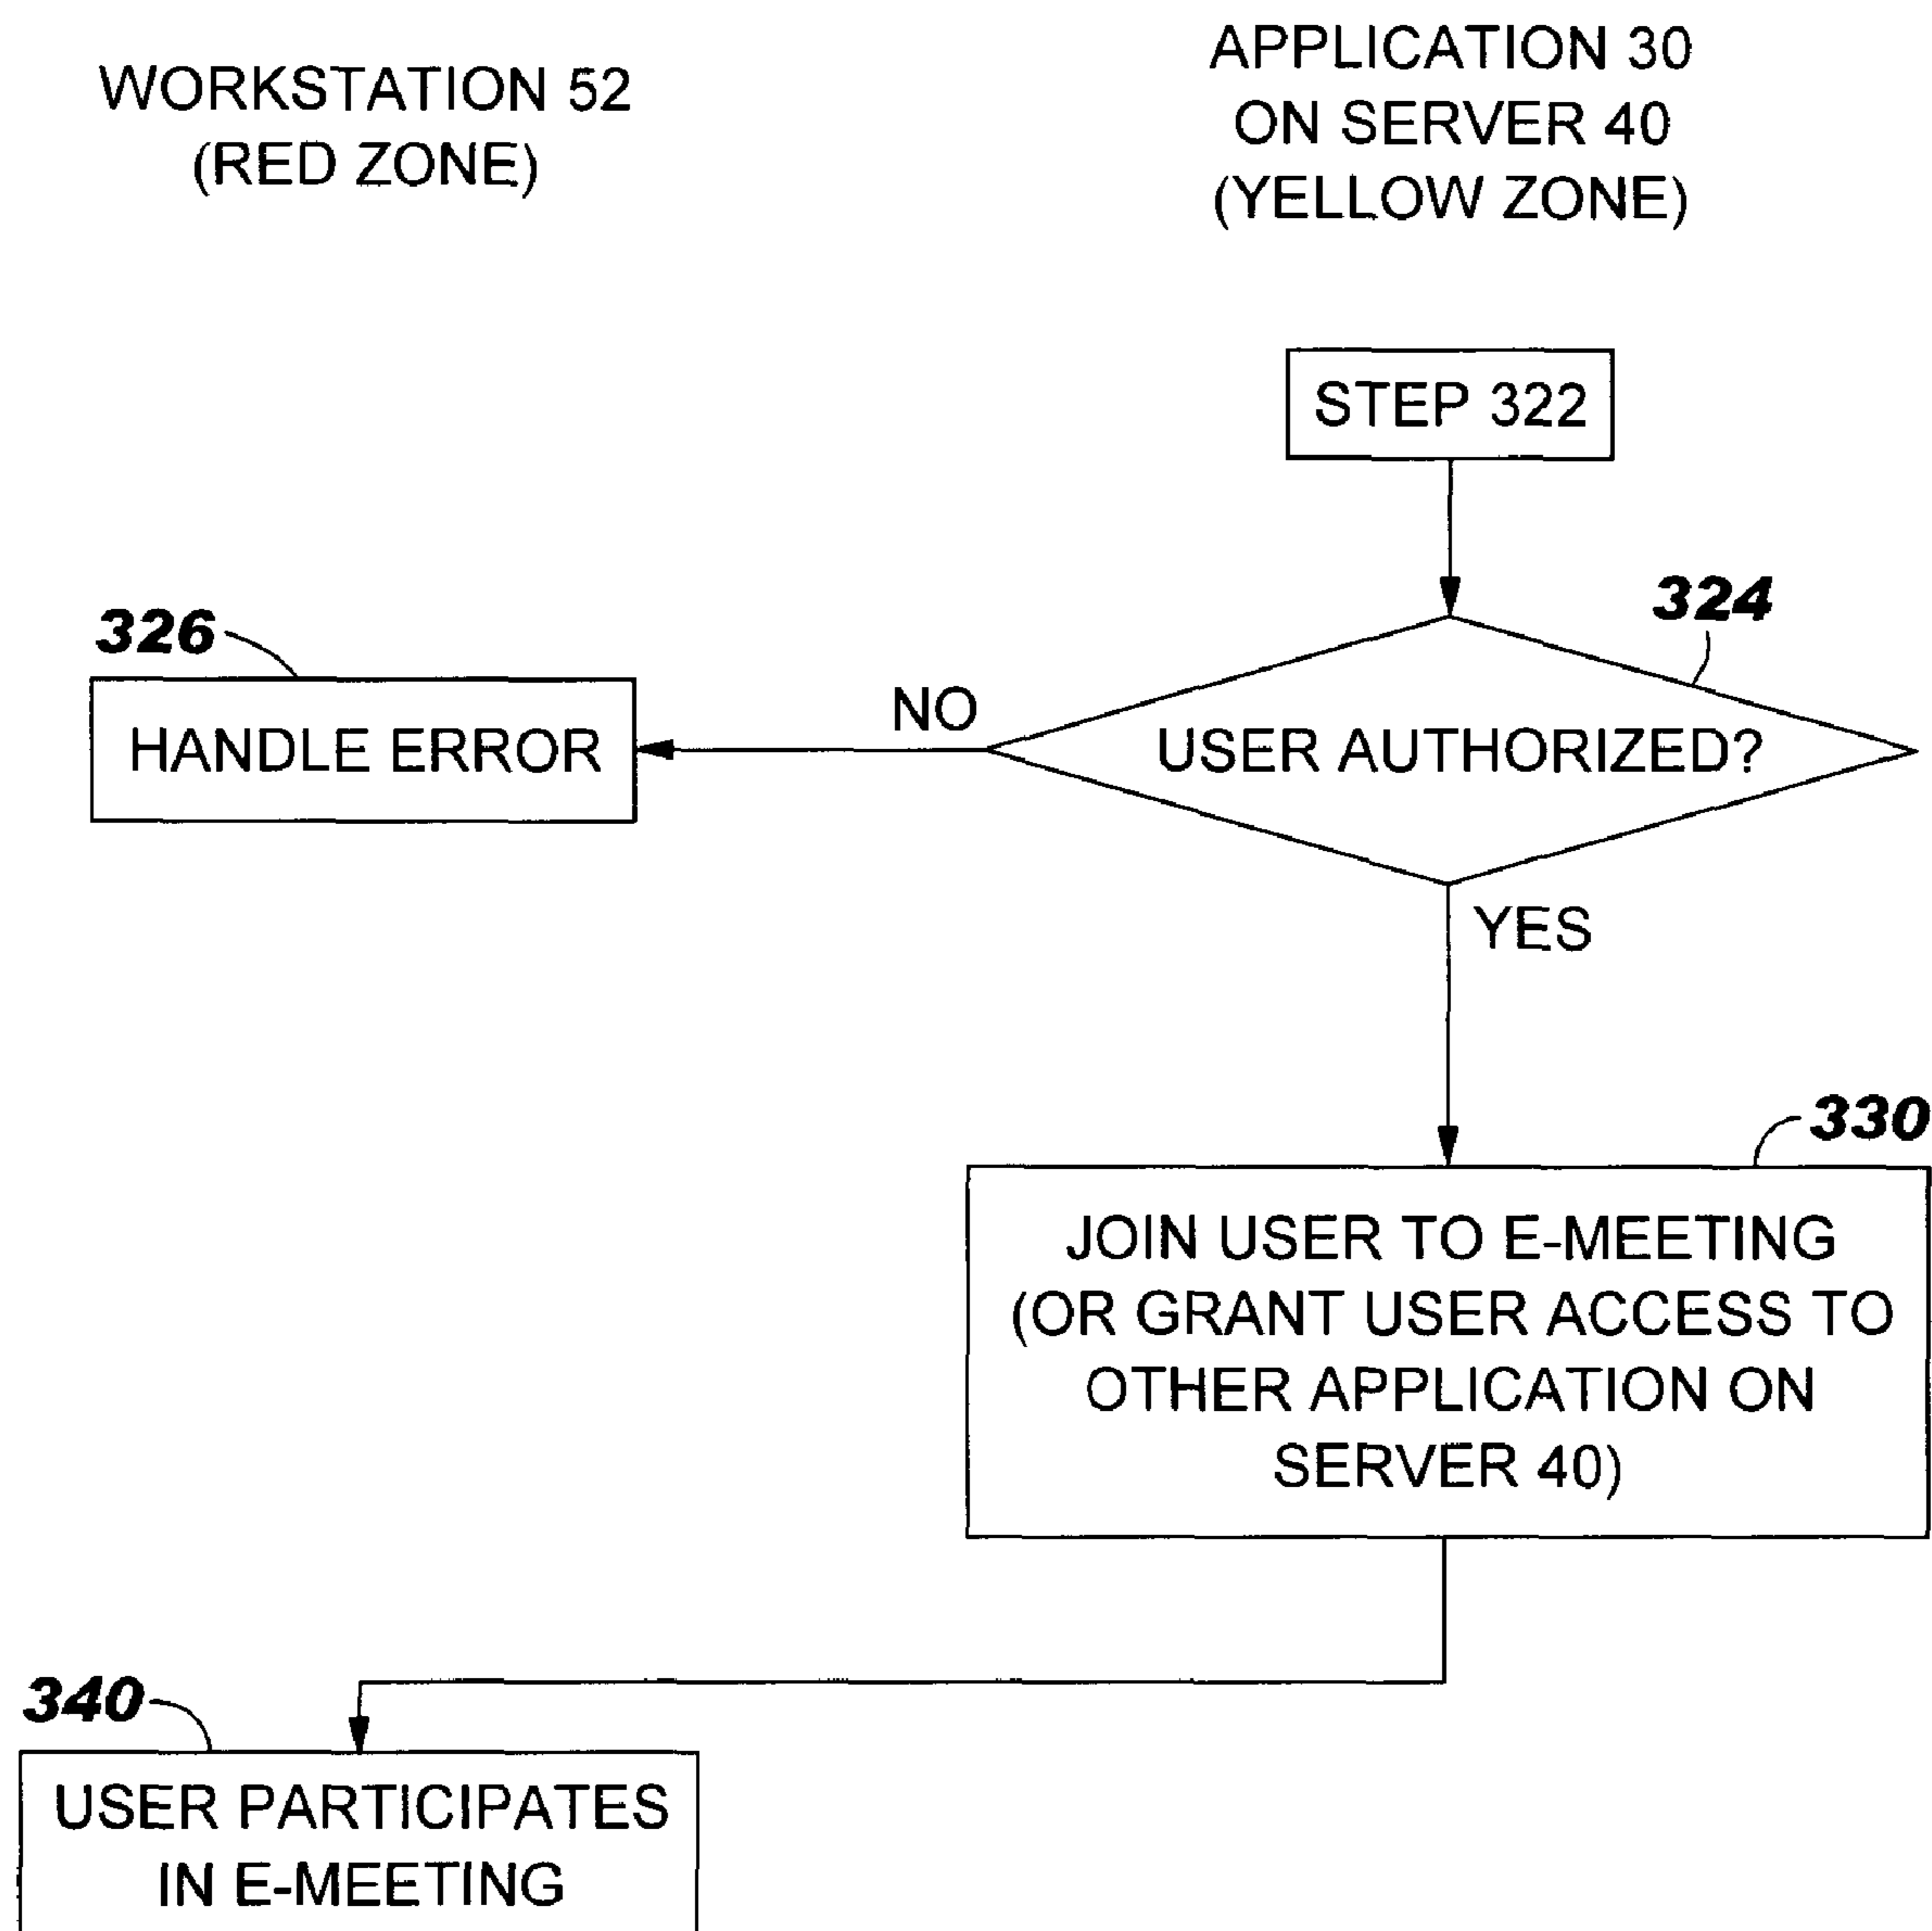 WORKSTATION 52
(RED ZONE)
APPLICATION 30
ON SERVER 40
(YELLOW ZONE)
STEP 322
324
USER AUTHORIZED?
NO
326
HANDLE ERROR
YES
330
JOIN USER TO E-MEETING
(OR GRANT USER ACCESS TO
OTHER APPLICATION ON
SERVER 40)
340
USER PARTICIPATES
IN E-MEETING